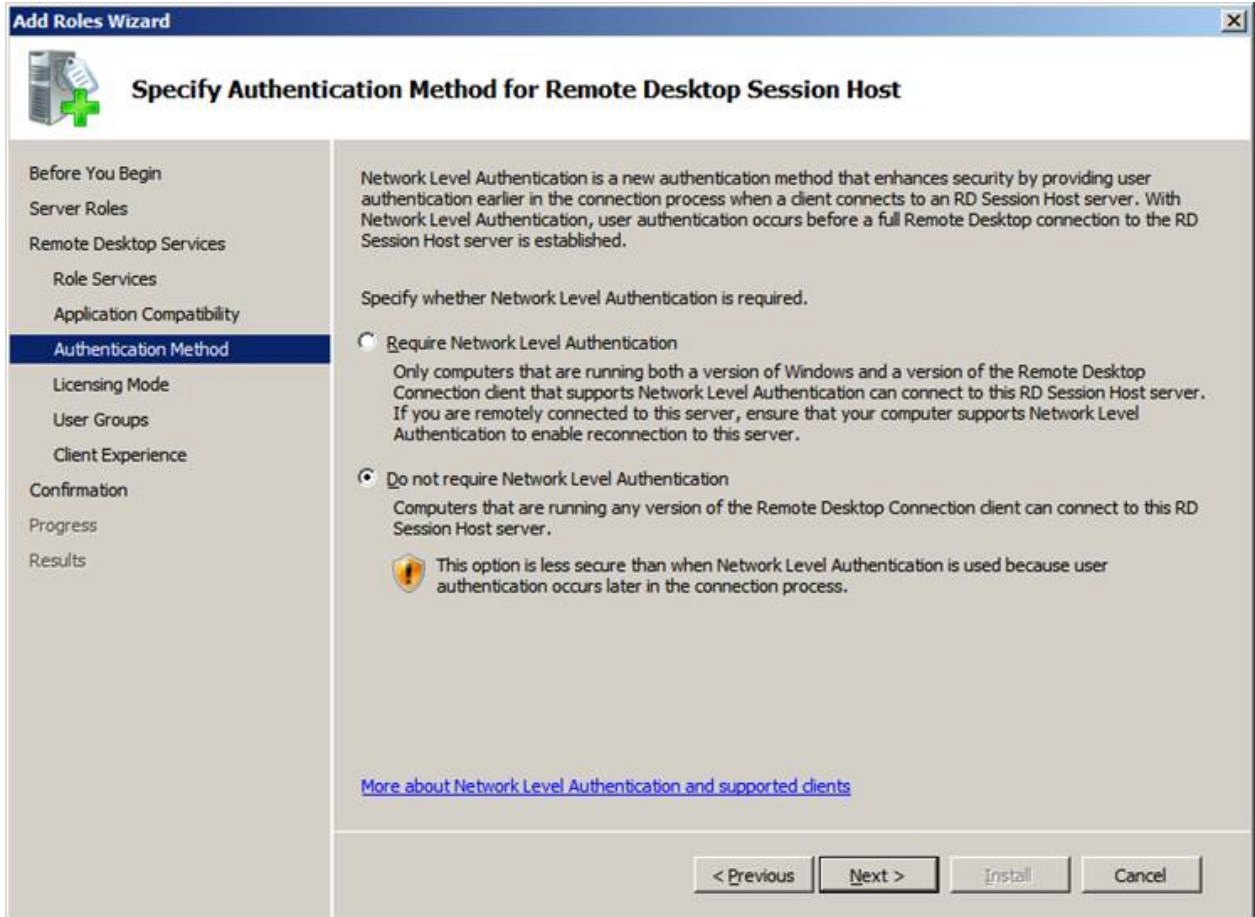 Add Roles Wizard
Specify Authentication Method for Remote Desktop Session Host
Before You Begin
Server Roles
Remote Desktop Services
Role Services
Application Compatibility
Authentication Method
Licensing Mode
User Groups
Client Experience
Confirmation
Progress
Results
Network Level Authentication is a new authentication method that enhances security by providing user
authentication earlier in the connection process when a client connects to an RD Session Host server. With
Network Level Authentication, user authentication occurs before a full Remote Desktop connection to the RD
Session Host server is established.
Specify whether Network Level Authentication is required.
Require Network Level Authentication
Only computers that are running both a version of Windows and a version of the Remote Desktop
Connection client that supports Network Level Authentication can connect to this RD Session Host server.
If you are remotely connected to this server, ensure that your computer supports Network Level
Authentication to enable reconnection to this server.
Do not require Network Level Authentication
Computers that are running any version of the Remote Desktop Connection client can connect to this RD
Session Host server.
This option is less secure than when Network Level Authentication is used because user
authentication occurs later in the connection process.
More about Network Level Authentication and supported clients
< Previous
Next >
Install
Cancel